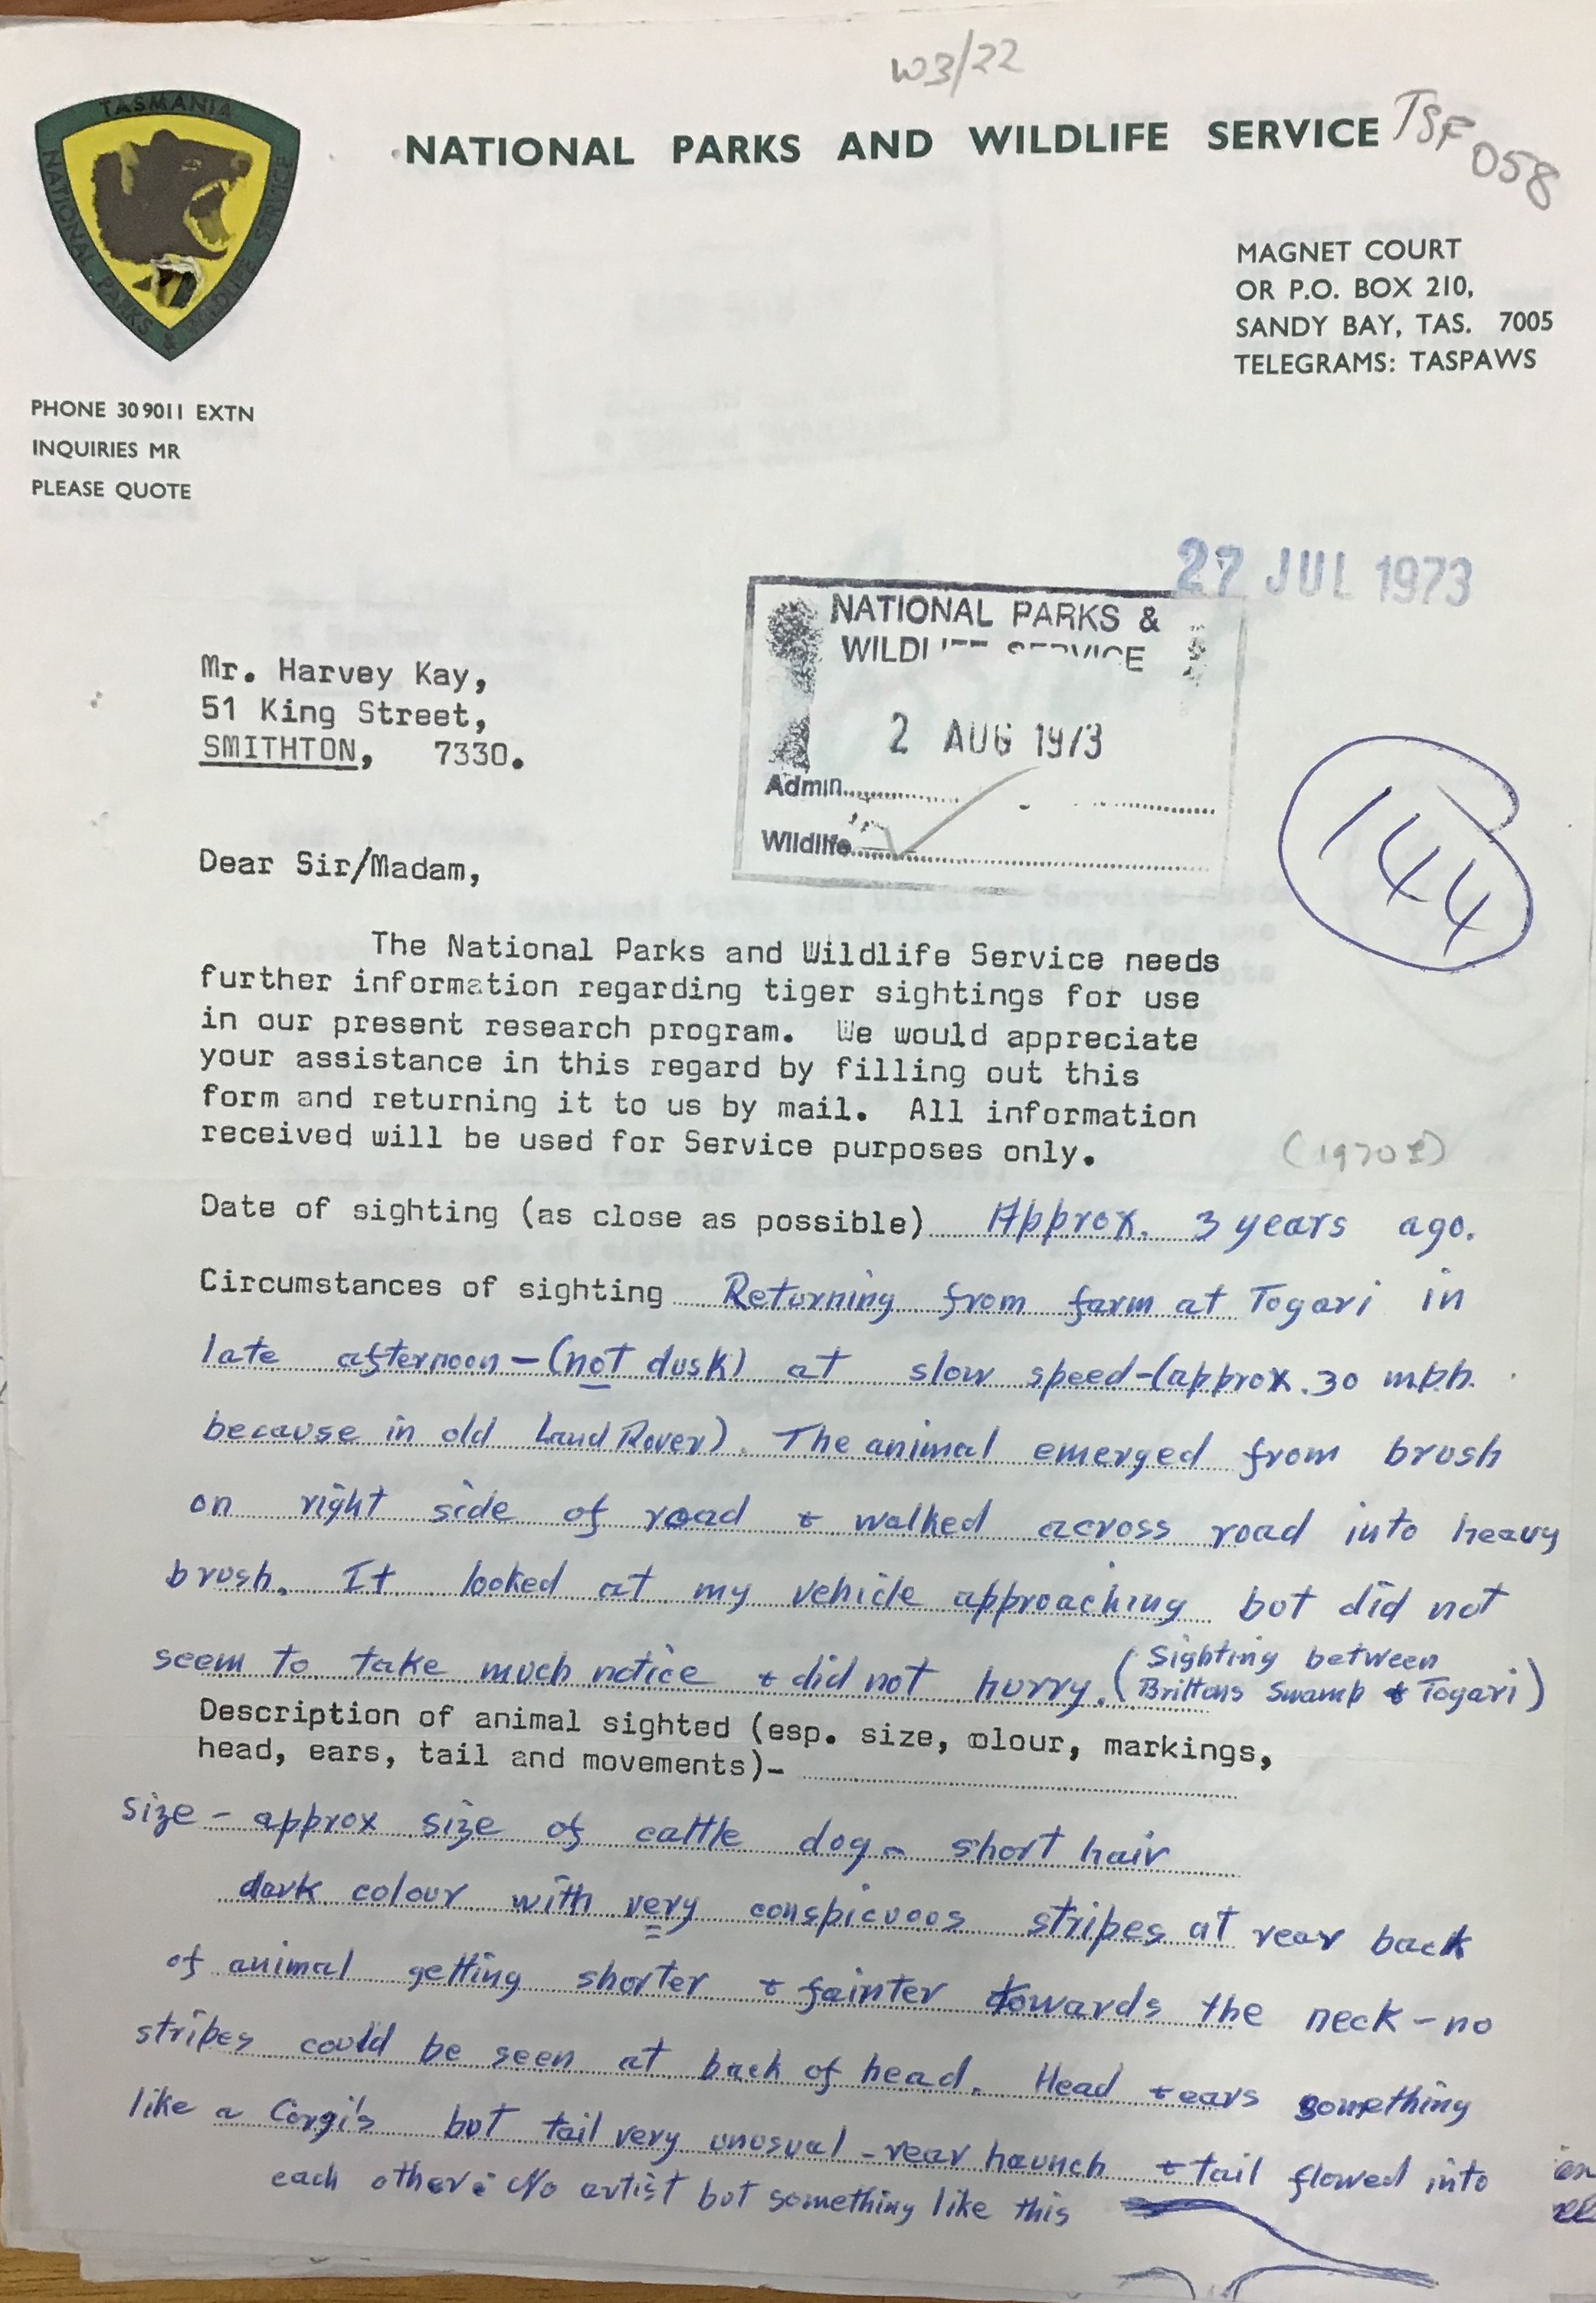 W3/22
TASMANIA
NATIONAL PARKS & WILDLIFE SERVICE
NATIONAL PARKS AND WILDLIFE SERVICE
TSF 058
MAGNET COURT
OR P.O. BOX 210,
SANDY BAY, TAS. 7005
TELEGRAMS: TASPAWS
PHONE 30 9011 EXTN
INQUIRIES MR
PLEASE QUOTE
27 JUL 1973
NATIONAL PARKS &
WILDLIFE SERVICE
2 AUG 1973
Admin
Wildlife
144
Mr. Harvey Kay,
51 King Street,
SMITHTON, 7330.
Dear Sir/Madam,
The National Parks and Wildlife Service needs
further information regarding tiger sightings for use
in our present research program. We would appreciate
your assistance in this regard by filling out this
form and returning it to us by mail. All information
received will be used for Service purposes only.
(1970±)
Date of sighting (as close as possible) Approx. 3 years ago.
Circumstances of sighting Returning from farm at Togari in
late afternoon – (not dusk) at slow speed – (approx. 30 mph.
because in old Land Rover). The animal emerged from brush
on right side of road + walked across road into heavy
brush. It looked at my vehicle approaching but did not
seem to take much notice + did not hurry. (Sighting between
Brittons Swamp + Togari)
Description of animal sighted (esp. size, olour, markings,
head, ears, tail and movements)–
size – approx size of cattle dog – short hair
dark colour with very conspicuoos stripes at rear back
of animal getting shorter + fainter towards the neck – no
stripes could be seen at back of head. Head + ears something
like a Corgi's but tail very unusual – rear haunch + tail flowed into
each other: No artist but something like this